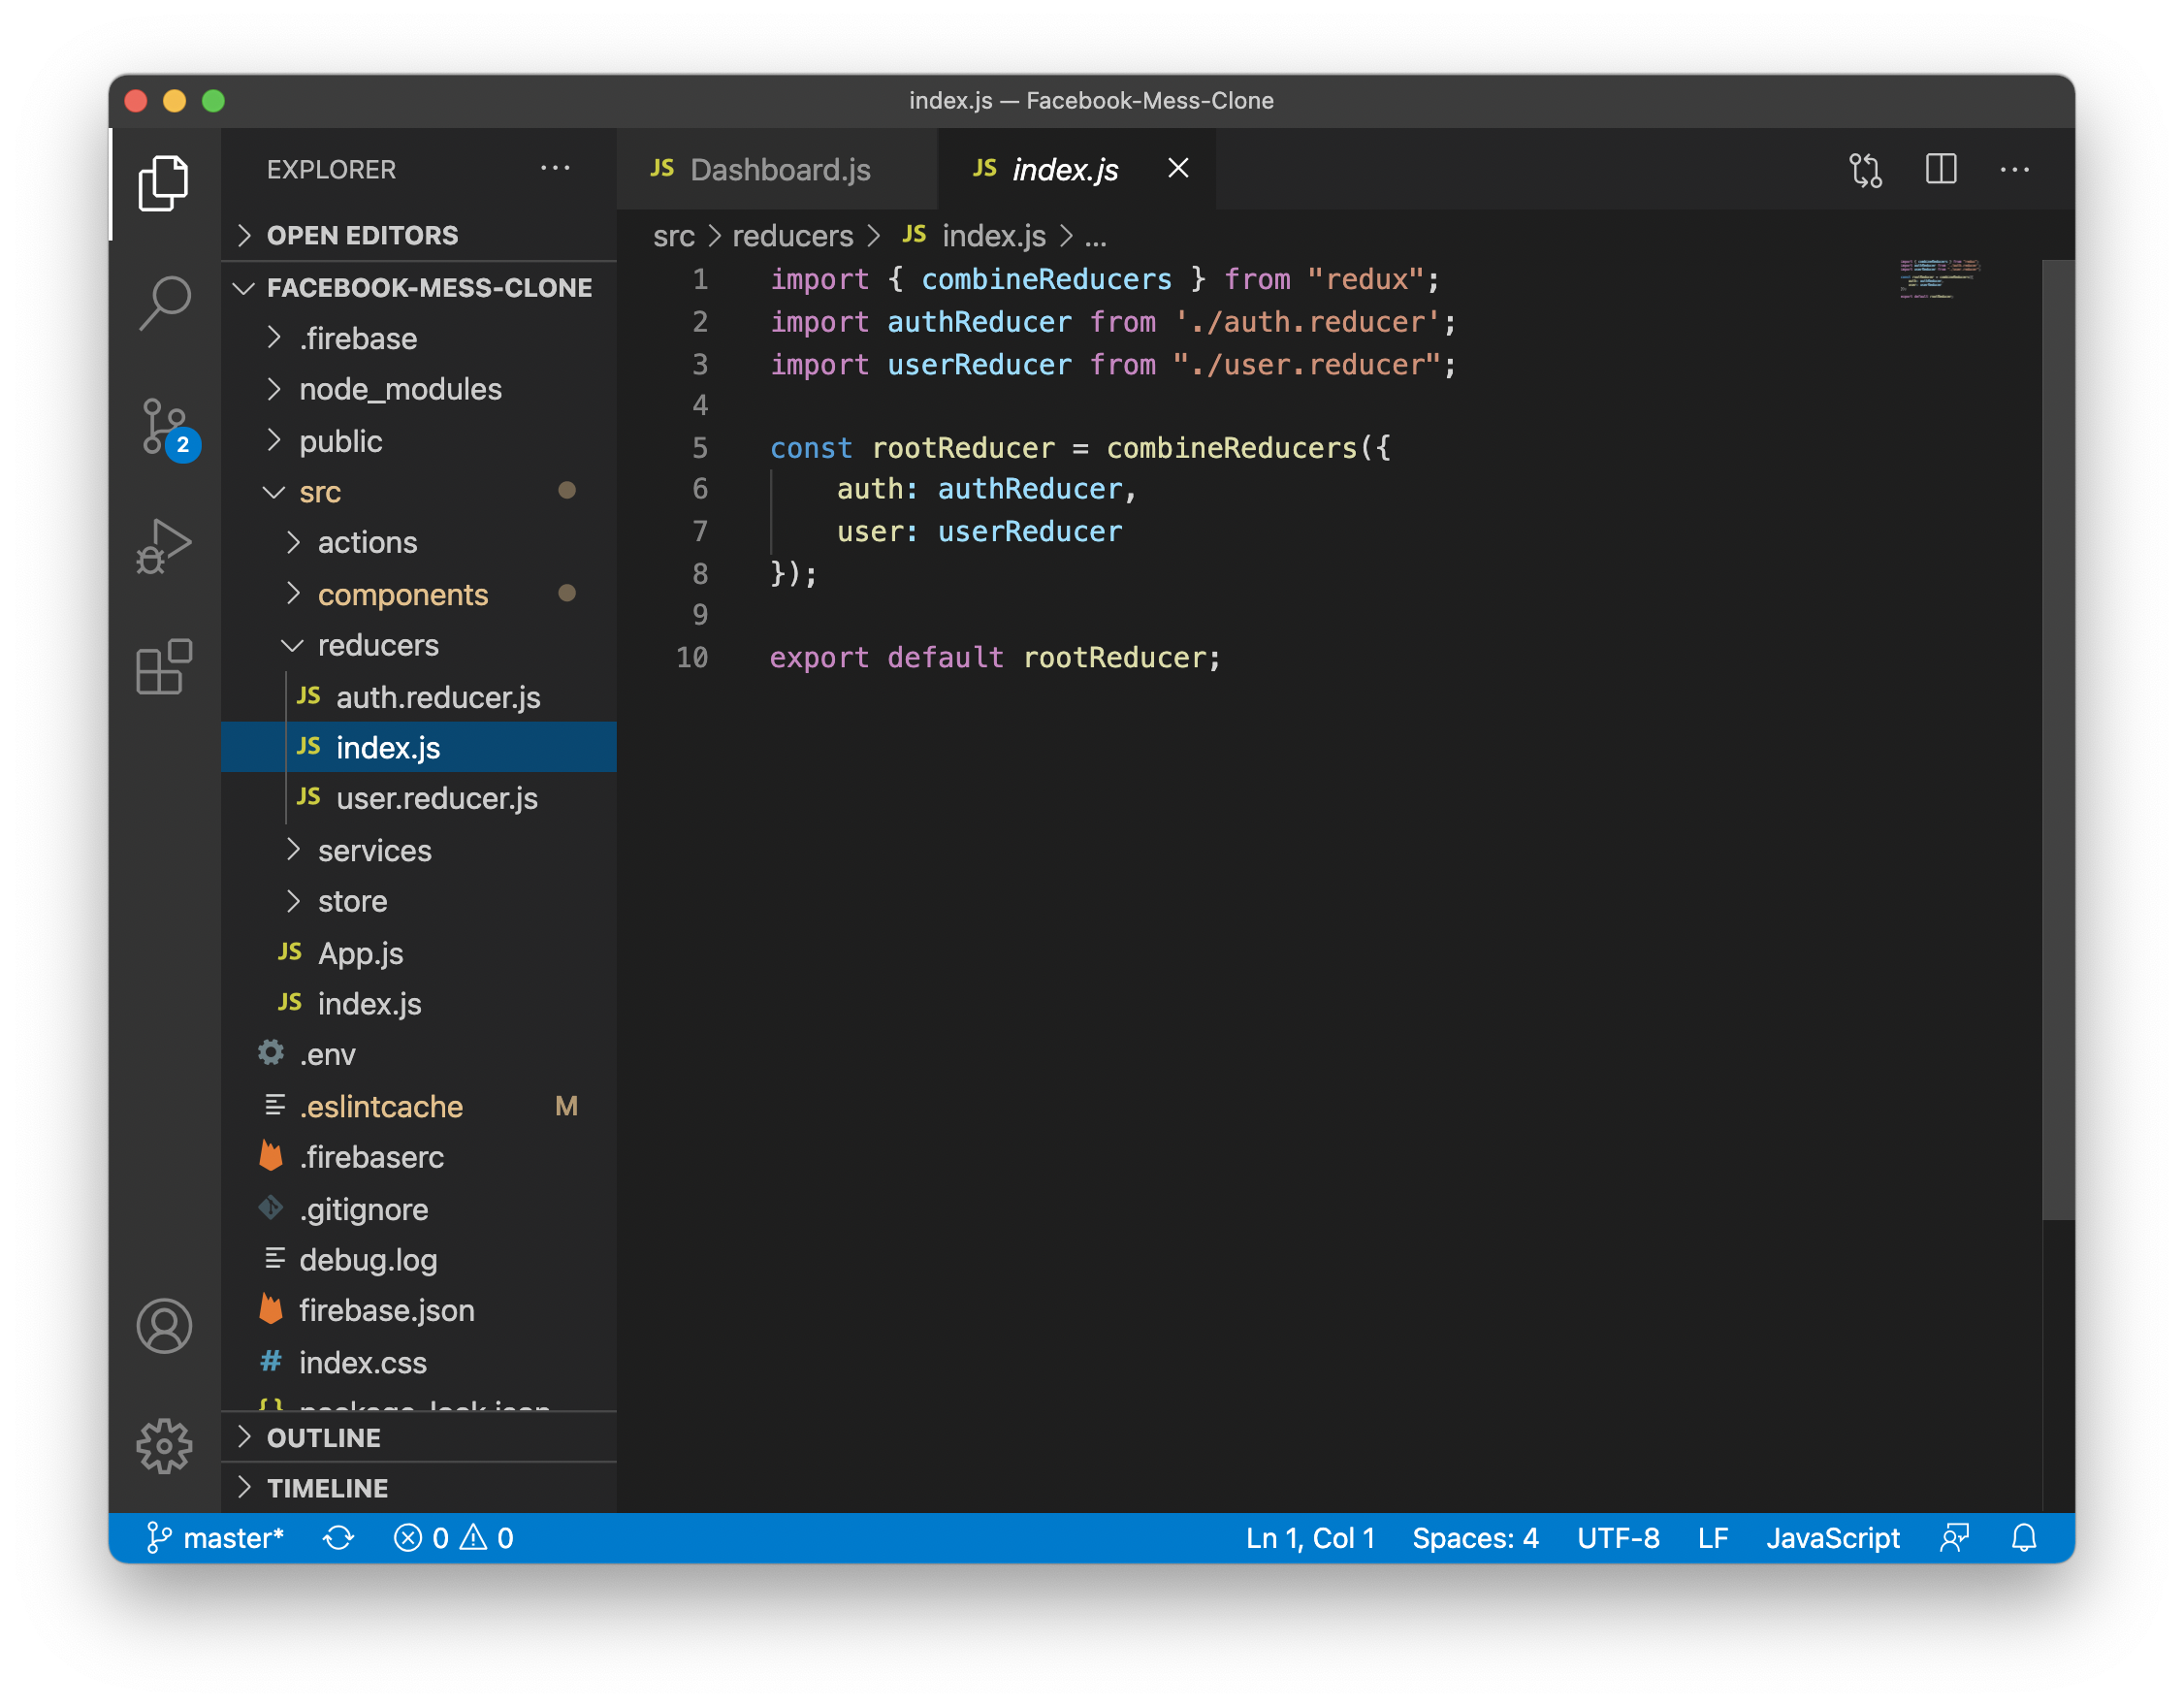 index.js — Facebook-Mess-Clone
EXPLORER
OPEN EDITORS
FACEBOOK-MESS-CLONE
.firebase
node_modules
public
src
actions
components
reducers
JS auth.reducer.js
JS index.js
JS user.reducer.js
services
store
JS App.js
JS index.js
.env
.eslintcache M
.firebaserc
.gitignore
debug.log
firebase.json
# index.css
{} package-lock.json
OUTLINE
TIMELINE
2
JS Dashboard.js
JS index.js
src > reducers > JS index.js > ...
1 import { combineReducers } from "redux";
2 import authReducer from './auth.reducer';
3 import userReducer from "./user.reducer";
4
5 const rootReducer = combineReducers({
6     auth: authReducer,
7     user: userReducer
8 });
9
10 export default rootReducer;
master* 0 0 Ln 1, Col 1 Spaces: 4 UTF-8 LF JavaScript